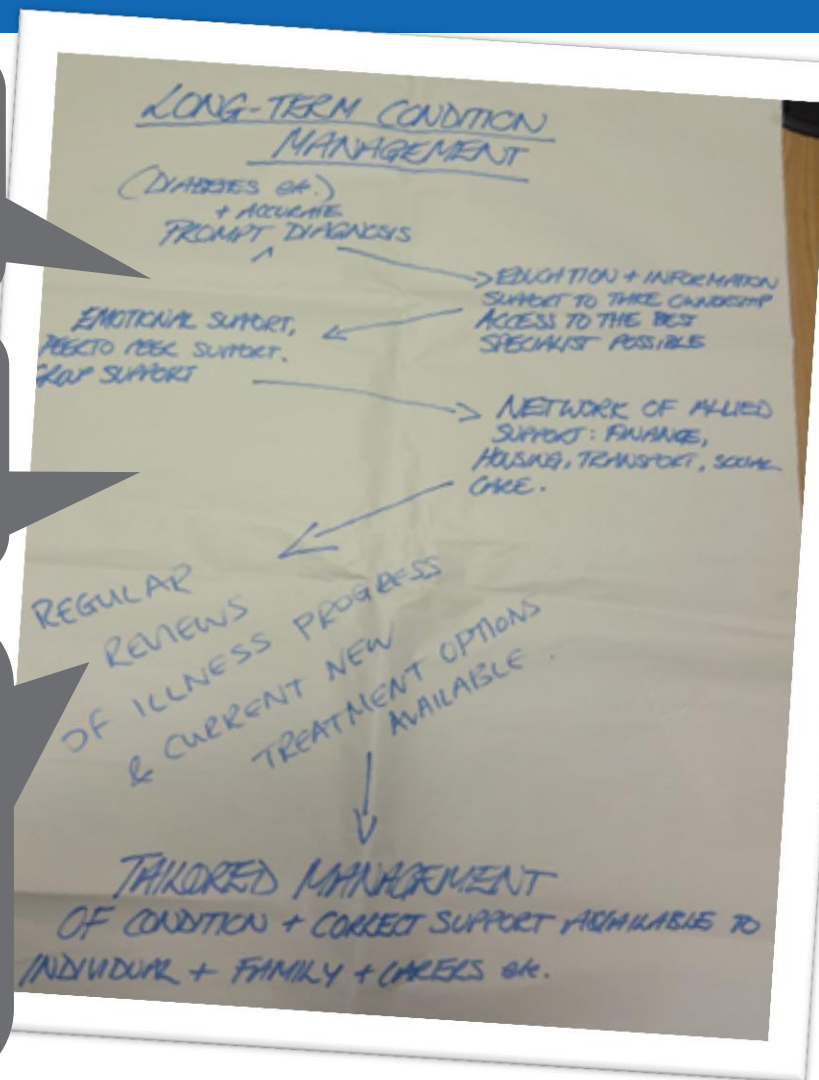 LONG-TERM CONDITION
MANAGEMENT
(DIABETES etc.)
+ ACCURATE
PROMPT DIAGNOSIS
EDUCATION + INFORMATION
SUPPORT TO TAKE OWNERSHIP
ACCESS TO THE BEST
SPECIALIST POSSIBLE
EMOTIONAL SUPPORT,
PEER TO PEER SUPPORT.
GROUP SUPPORT
NETWORK OF ALLIED
SUPPORT: FINANCE,
HOUSING, TRANSPORT, SOCIAL
CARE.
REGULAR
REVIEWS
OF ILLNESS PROGRESS
& CURRENT NEW
TREATMENT OPTIONS
AVAILABLE.
TAILORED MANAGEMENT
OF CONDITION + CORRECT SUPPORT AVAILABLE TO
INDIVIDUAL + FAMILY + CARERS etc.